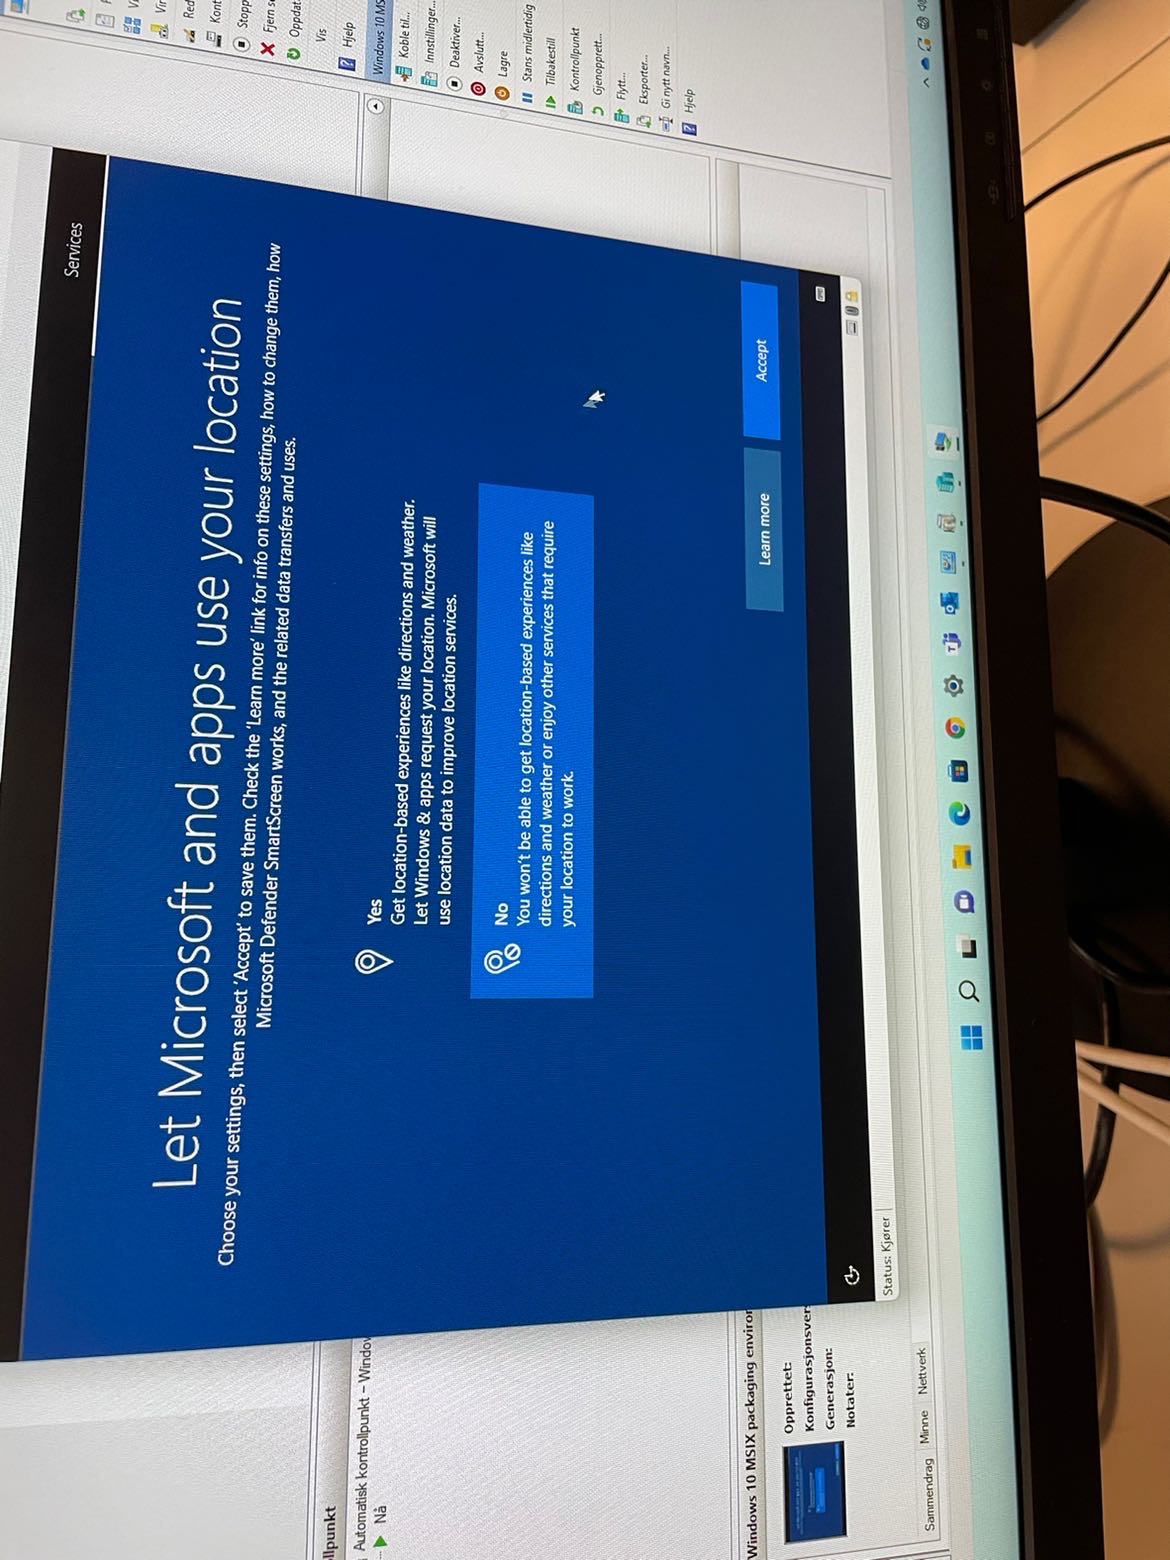 Services
Let Microsoft and apps use your location
Choose your settings, then select 'Accept' to save them. Check the 'Learn more' link for info on these settings, how to change them, how
Microsoft Defender SmartScreen works, and the related data transfers and uses.
Yes
Get location-based experiences like directions and weather.
Let Windows & apps request your location. Microsoft will
use location data to improve location services.
No
You won't be able to get location-based experiences like
directions and weather or enjoy other services that require
your location to work.
Learn more
Accept
Status: Kjører
llpunkt
Automatisk kontrollpunkt – Windov
Nå
Windows 10 MSIX packaging enviror
Opprettet:
Konfigurasjonsver
Generasjon:
Notater:
Sammendrag Minne Nettverk
Vi
Vir
Red
Kont
Stopp
Fjern s
Oppdat
Vis
Hjelp
Windows 10 MS
Koble til...
Innstillinger...
Deaktiver...
Avslutt...
Lagre
Stans midlertidig
Tilbakestill
Kontrollpunkt
Gjenopprett...
Flytt...
Eksporter...
Gi nytt navn...
Hjelp